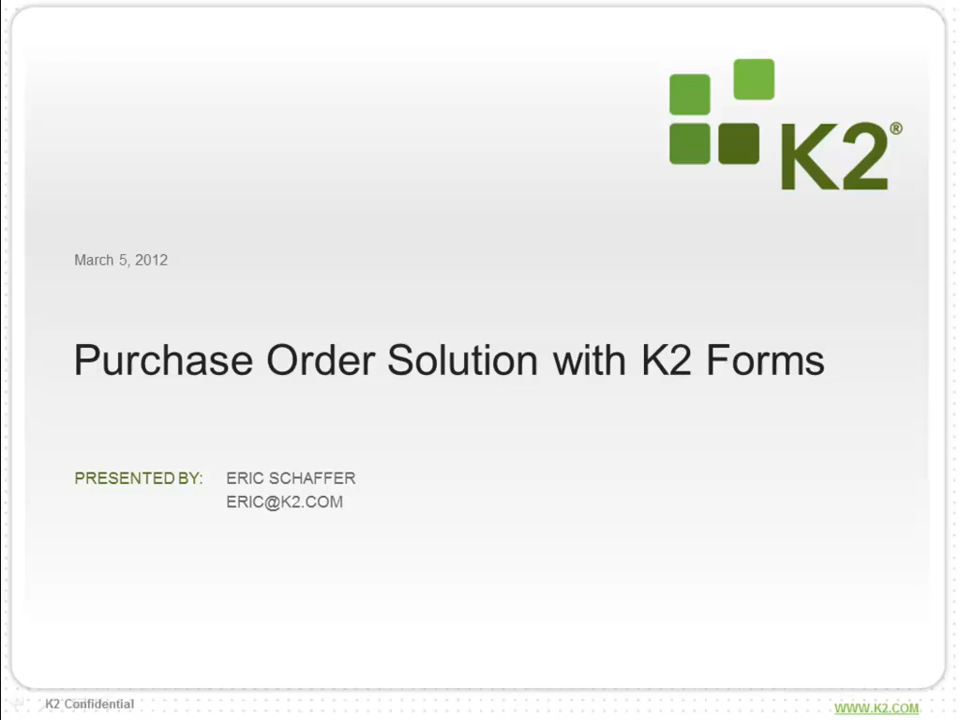 K2®
March 5, 2012
Purchase Order Solution with K2 Forms
PRESENTED BY: ERIC SCHAFFER
ERIC@K2.COM
K2 Confidential
WWW.K2.COM